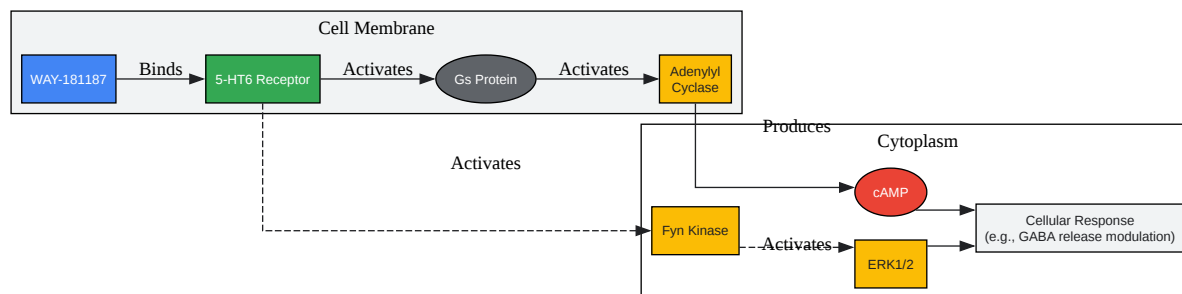 Cell Membrane
WAY-181187
Binds
5-HT6 Receptor
Activates
Gs Protein
Activates
Adenylyl
Cyclase
Produces
Cytoplasm
Activates
cAMP
Fyn Kinase
Activates
ERK1/2
Cellular Response
(e.g., GABA release modulation)